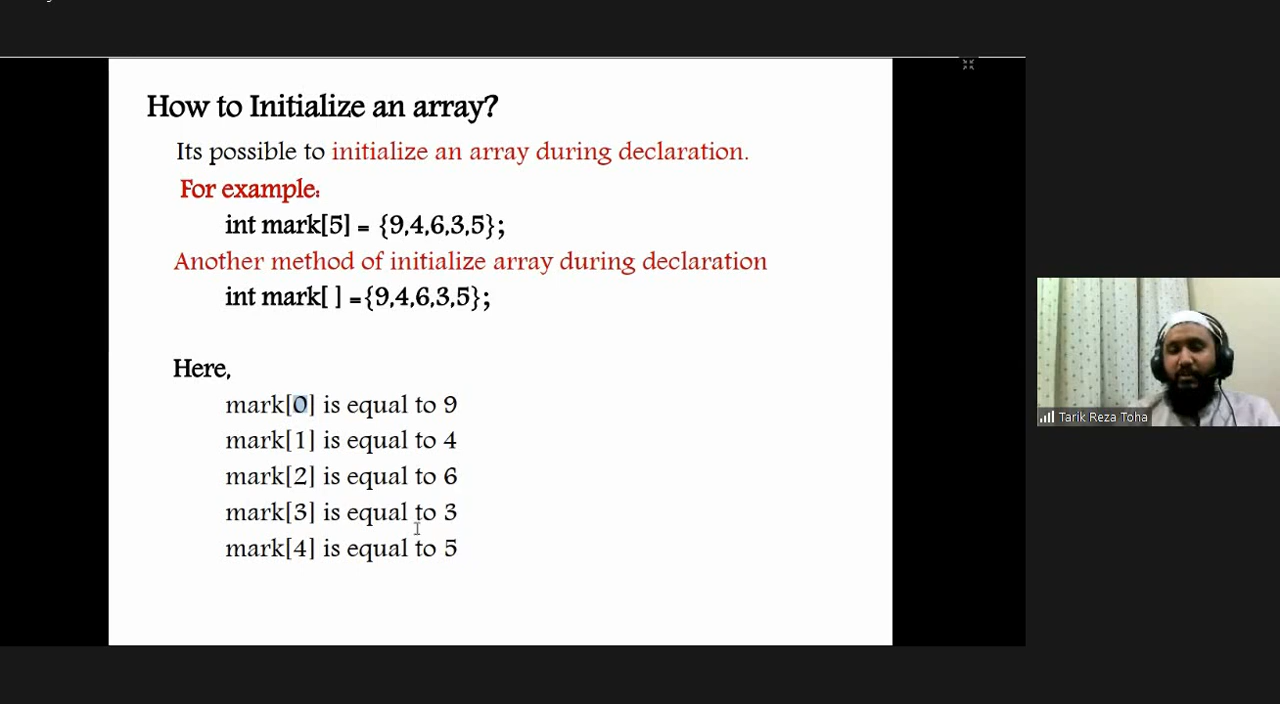 How to Initialize an array?
Its possible to initialize an array during declaration.
For example:
int mark[5] = {9,4,6,3,5};
Another method of initialize array during declaration
int mark[ ] ={9,4,6,3,5};
Here,
mark[0] is equal to 9
mark[1] is equal to 4
mark[2] is equal to 6
mark[3] is equal to 3
mark[4] is equal to 5
Tarik Reza Toha